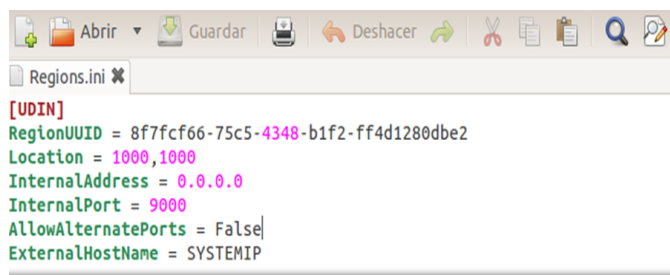 Abrir Guardar Deshacer
Regions.ini
[UDIN]
RegionUUID = 8f7fcf66-75c5-4348-b1f2-ff4d1280dbe2
Location = 1000,1000
InternalAddress = 0.0.0.0
InternalPort = 9000
AllowAlternatePorts = False
ExternalHostName = SYSTEMIP